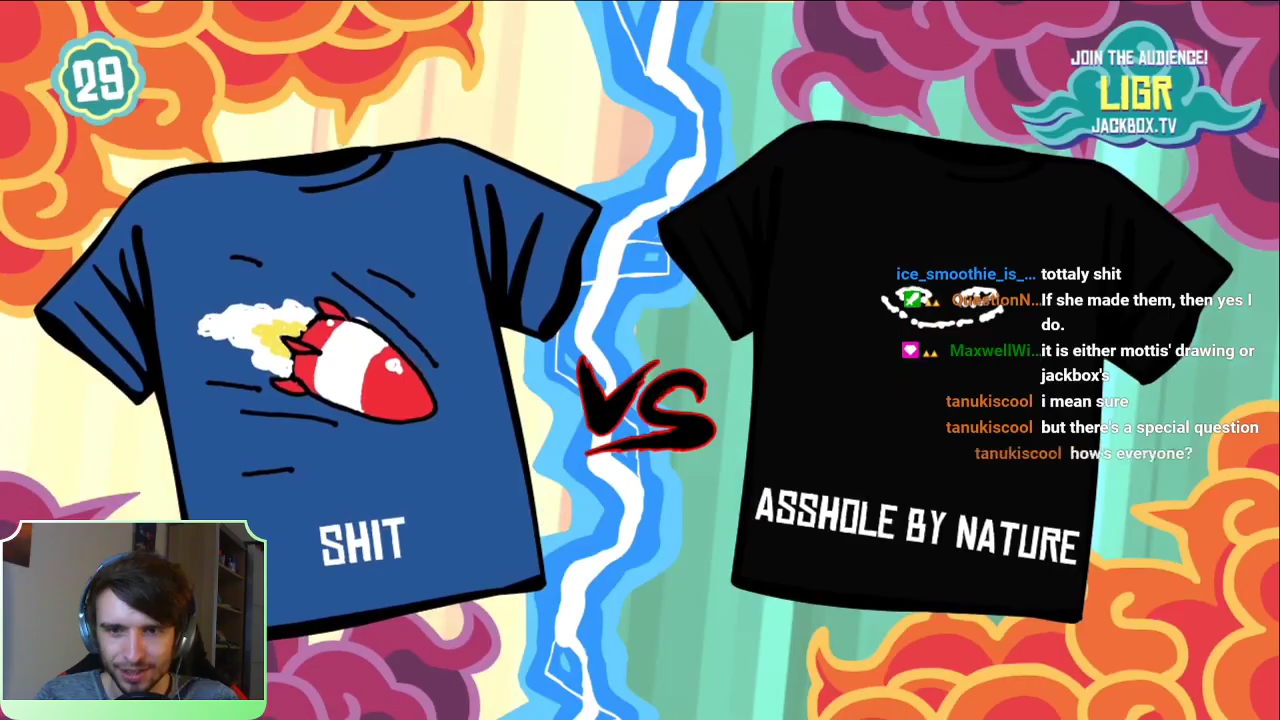 29
JOIN THE AUDIENCE!
LIGR
JACKBOX.TV
ice_smoothie_is_... tottaly shit
QuestionN... If she made them, then yes I
do.
MaxwellWi... it is either mottis' drawing or
jackbox's
tanukiscool i mean sure
tanukiscool but there's a special question
tanukiscool how's everyone?
VS
SHIT
ASSHOLE BY NATURE